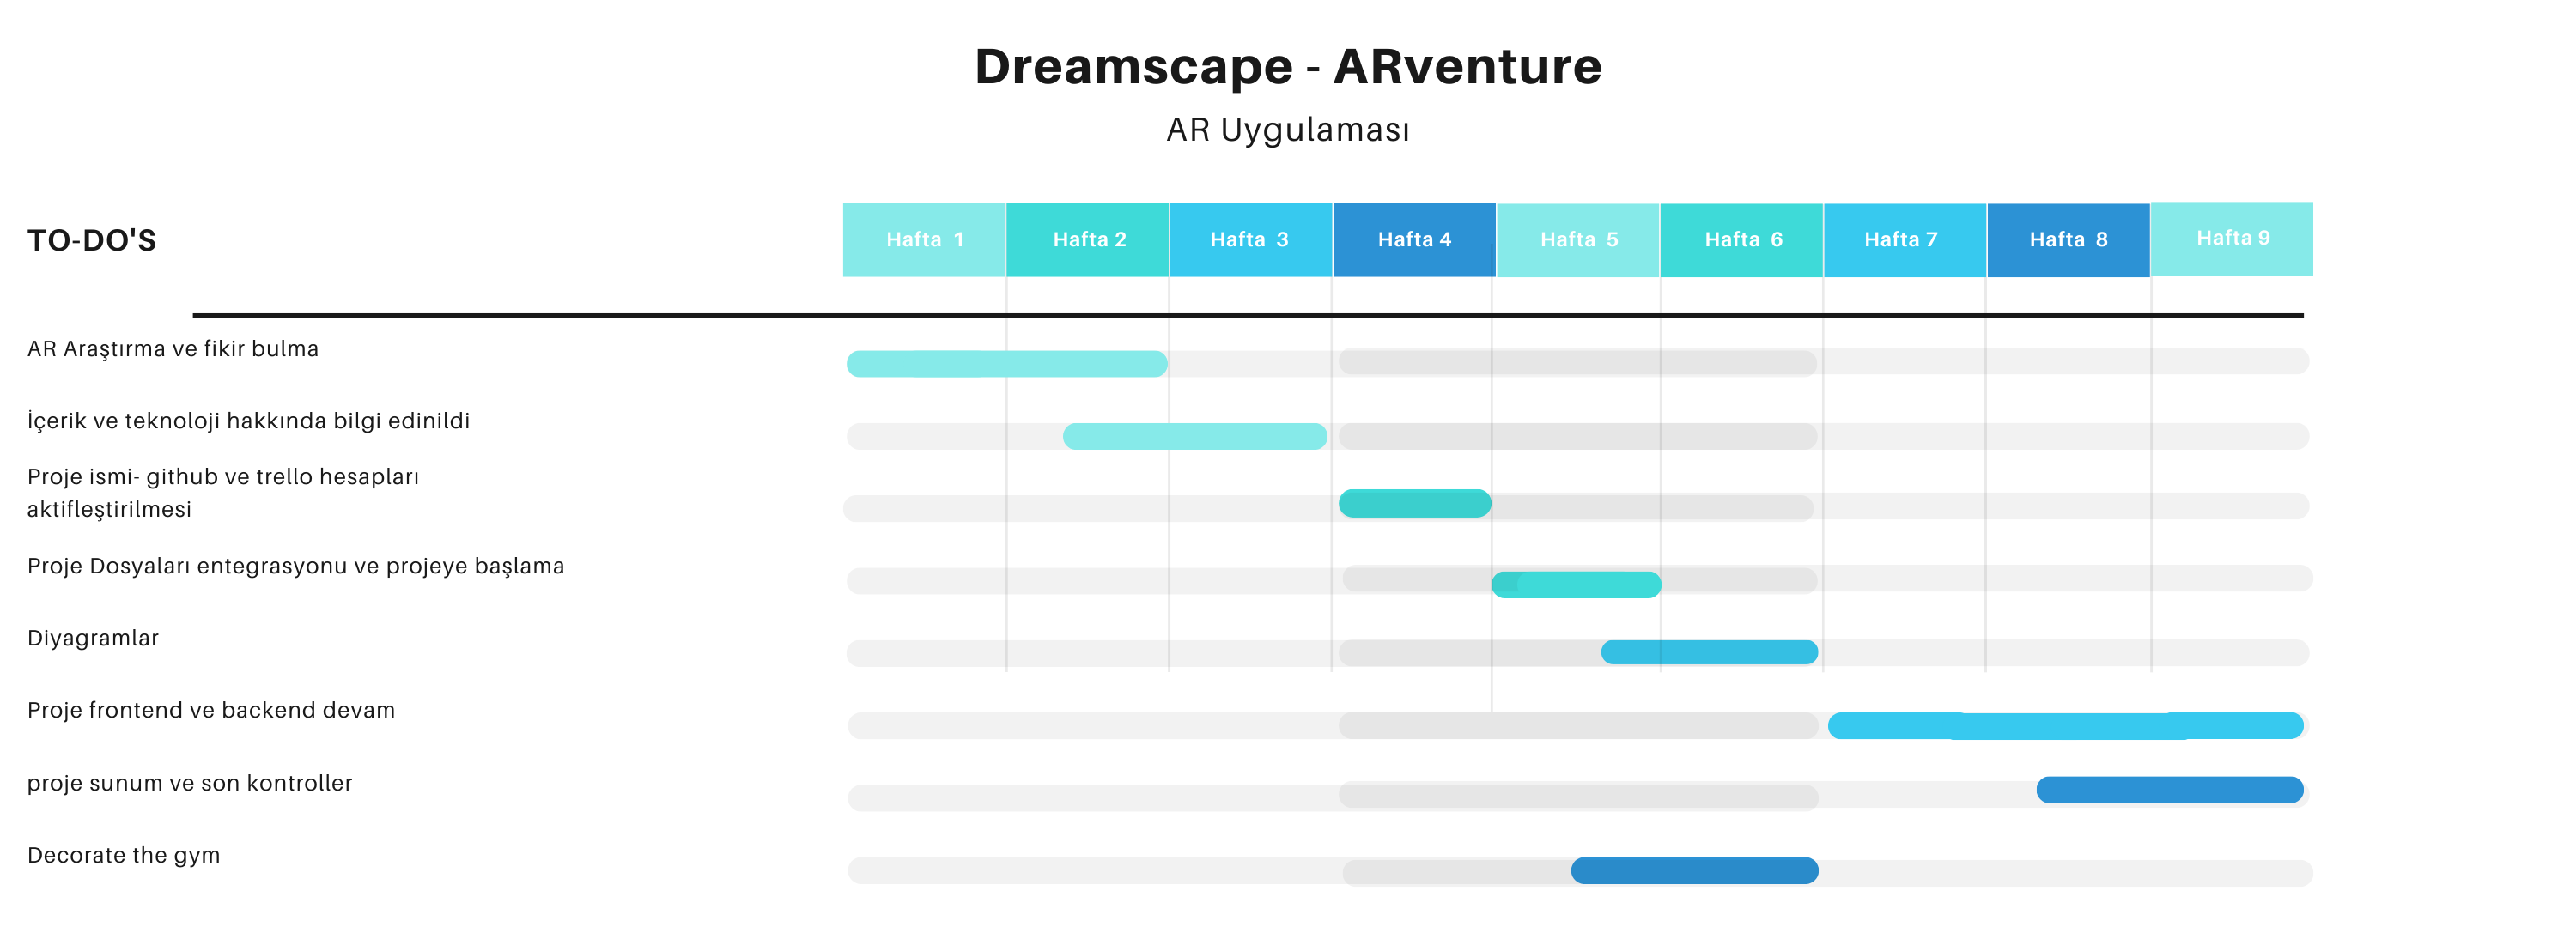 Dreamscape - ARventure
AR Uygulaması
TO-DO'S
Hafta 1
Hafta 2
Hafta 3
Hafta 4
Hafta 5
Hafta 6
Hafta 7
Hafta 8
Hafta 9
AR Araştırma ve fikir bulma
İçerik ve teknoloji hakkında bilgi edinildi
Proje ismi- github ve trello hesapları
aktifleştirilmesi
Proje Dosyaları entegrasyonu ve projeye başlama
Diyagramlar
Proje frontend ve backend devam
proje sunum ve son kontroller
Decorate the gym